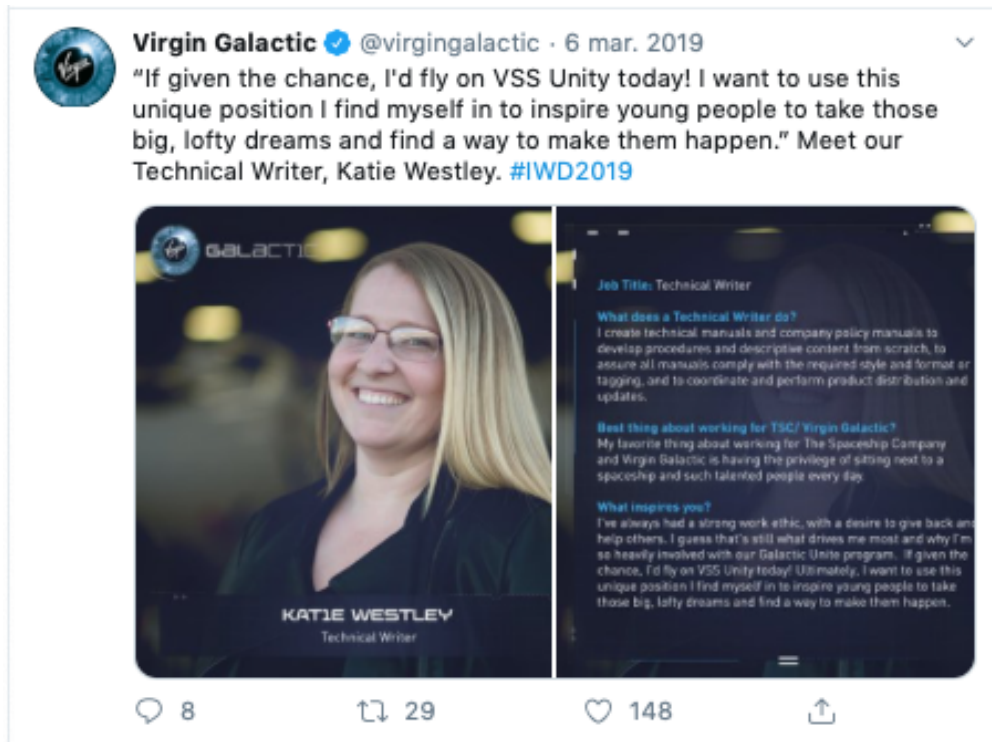 Virgin Galactic @virgingalactic · 6 mar. 2019
“If given the chance, I'd fly on VSS Unity today! I want to use this
unique position I find myself in to inspire young people to take those
big, lofty dreams and find a way to make them happen.” Meet our
Technical Writer, Katie Westley. #IWD2019
Virgin
GALACTIC
KATIE WESTLEY
Technical Writer
Job Title: Technical Writer
What does a Technical Writer do?
I create technical manuals and company policy manuals to
develop procedures and descriptive content from scratch, to
assure all manuals comply with the required style and format or
tagging, and to coordinate and perform product distribution and
updates.
Best thing about working for TSC/ Virgin Galactic?
My favorite thing about working for The Spaceship Company
and Virgin Galactic is having the privilege of sitting next to a
spaceship and such talented people every day.
What inspires you?
I've always had a strong work ethic, with a desire to give back and
help others. I guess that's still what drives me most and why I'm
so heavily involved with our Galactic Unite program. If given the
chance, I'd fly on VSS Unity today! Ultimately, I want to use this
unique position I find myself in to inspire young people to take
those big, lofty dreams and find a way to make them happen.
8 29 148